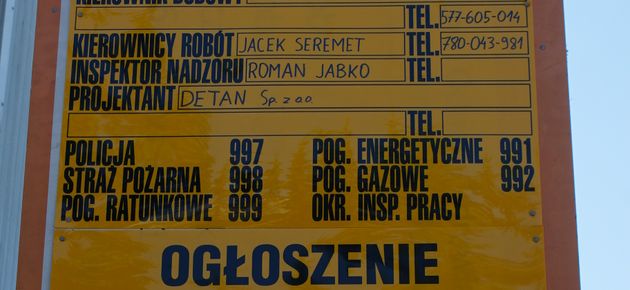 KIEROWNIK BUDOWY
TEL. 577-605-014
KIEROWNICY ROBÓT JACEK SEREMET TEL. 780-043-981
INSPEKTOR NADZORU ROMAN JABKO TEL.
PROJEKTANT DETAN Sp. z o.o.
TEL.
POLICJA 997 POG. ENERGETYCZNE 991
STRAŻ POŻARNA 998 POG. GAZOWE 992
POG. RATUNKOWE 999 OKR. INSP. PRACY
OGŁOSZENIE